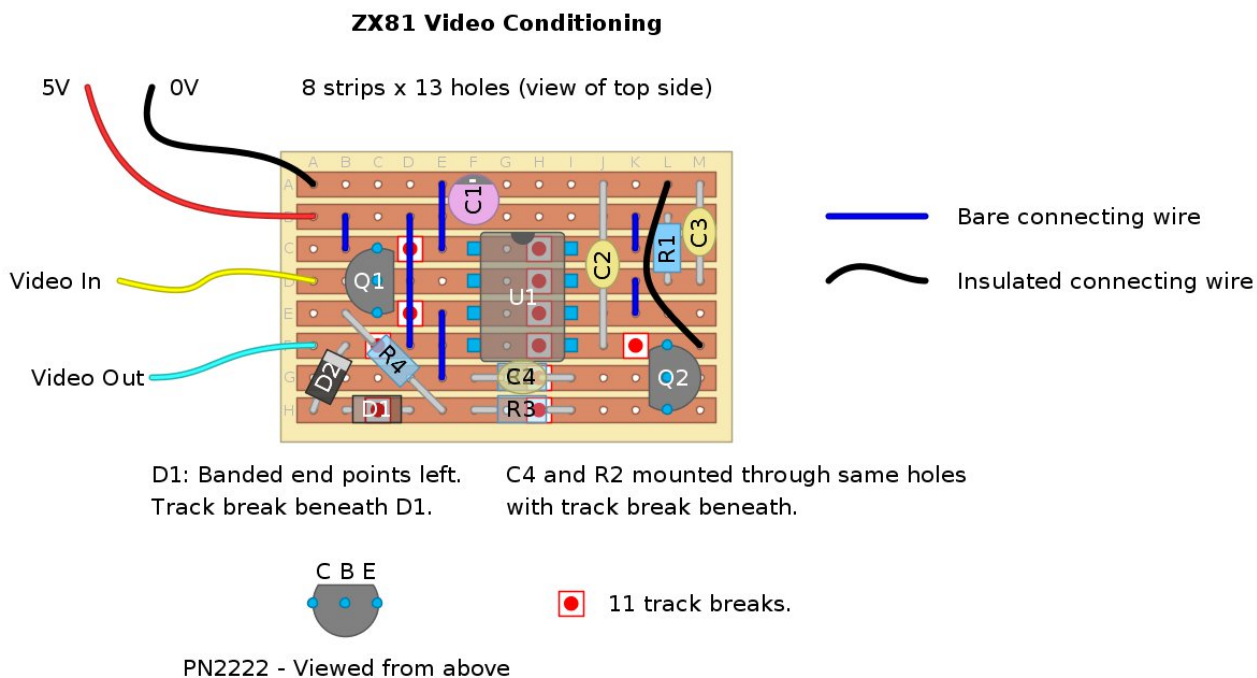 ZX81 Video Conditioning
5V
0V
8 strips x 13 holes (view of top side)
A B C D E F G H I J K L M
A
B
C
D
E
F
G
H
C1
C2
C3
R1
Q1
U1
Bare connecting wire
Video In
Insulated connecting wire
R4
D2
C4
Q2
Video Out
D1
R3
D1: Banded end points left.
Track break beneath D1.
C4 and R2 mounted through same holes
with track break beneath.
C B E
11 track breaks.
PN2222 - Viewed from above